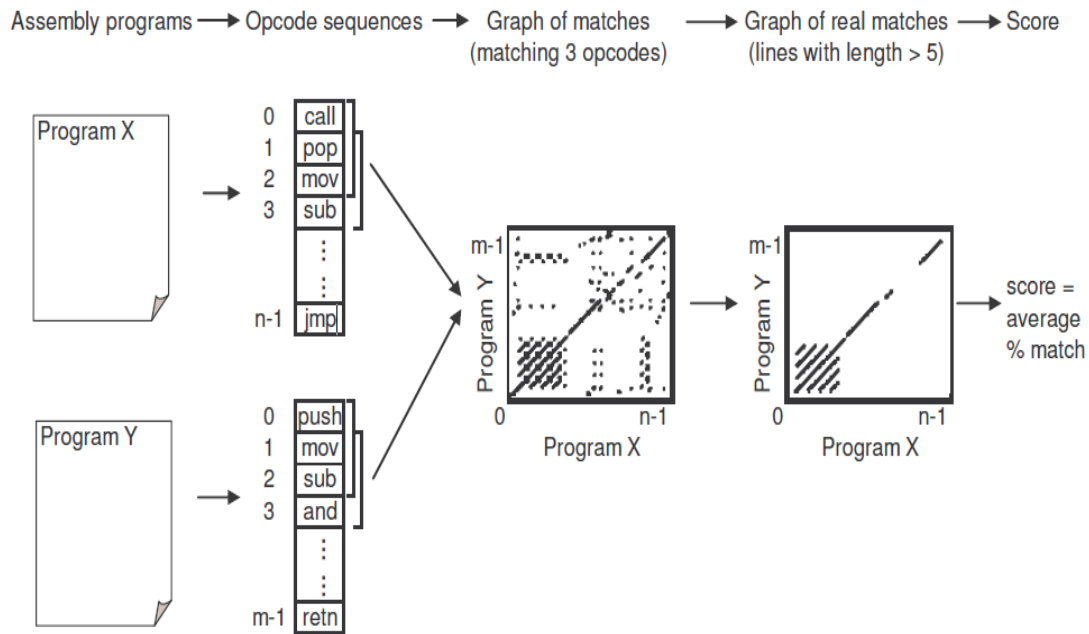 Assembly programs
Opcode sequences
Graph of matches
(matching 3 opcodes)
Graph of real matches
(lines with length > 5)
Score
Program X
0 call
1 pop
2 mov
3 sub
⋮
⋮
n-1 jmp
Program Y
0 push
1 mov
2 sub
3 and
⋮
⋮
m-1 retn
m-1
Program Y
0
n-1
Program X
m-1
Program Y
0
n-1
Program X
score =
average
% match